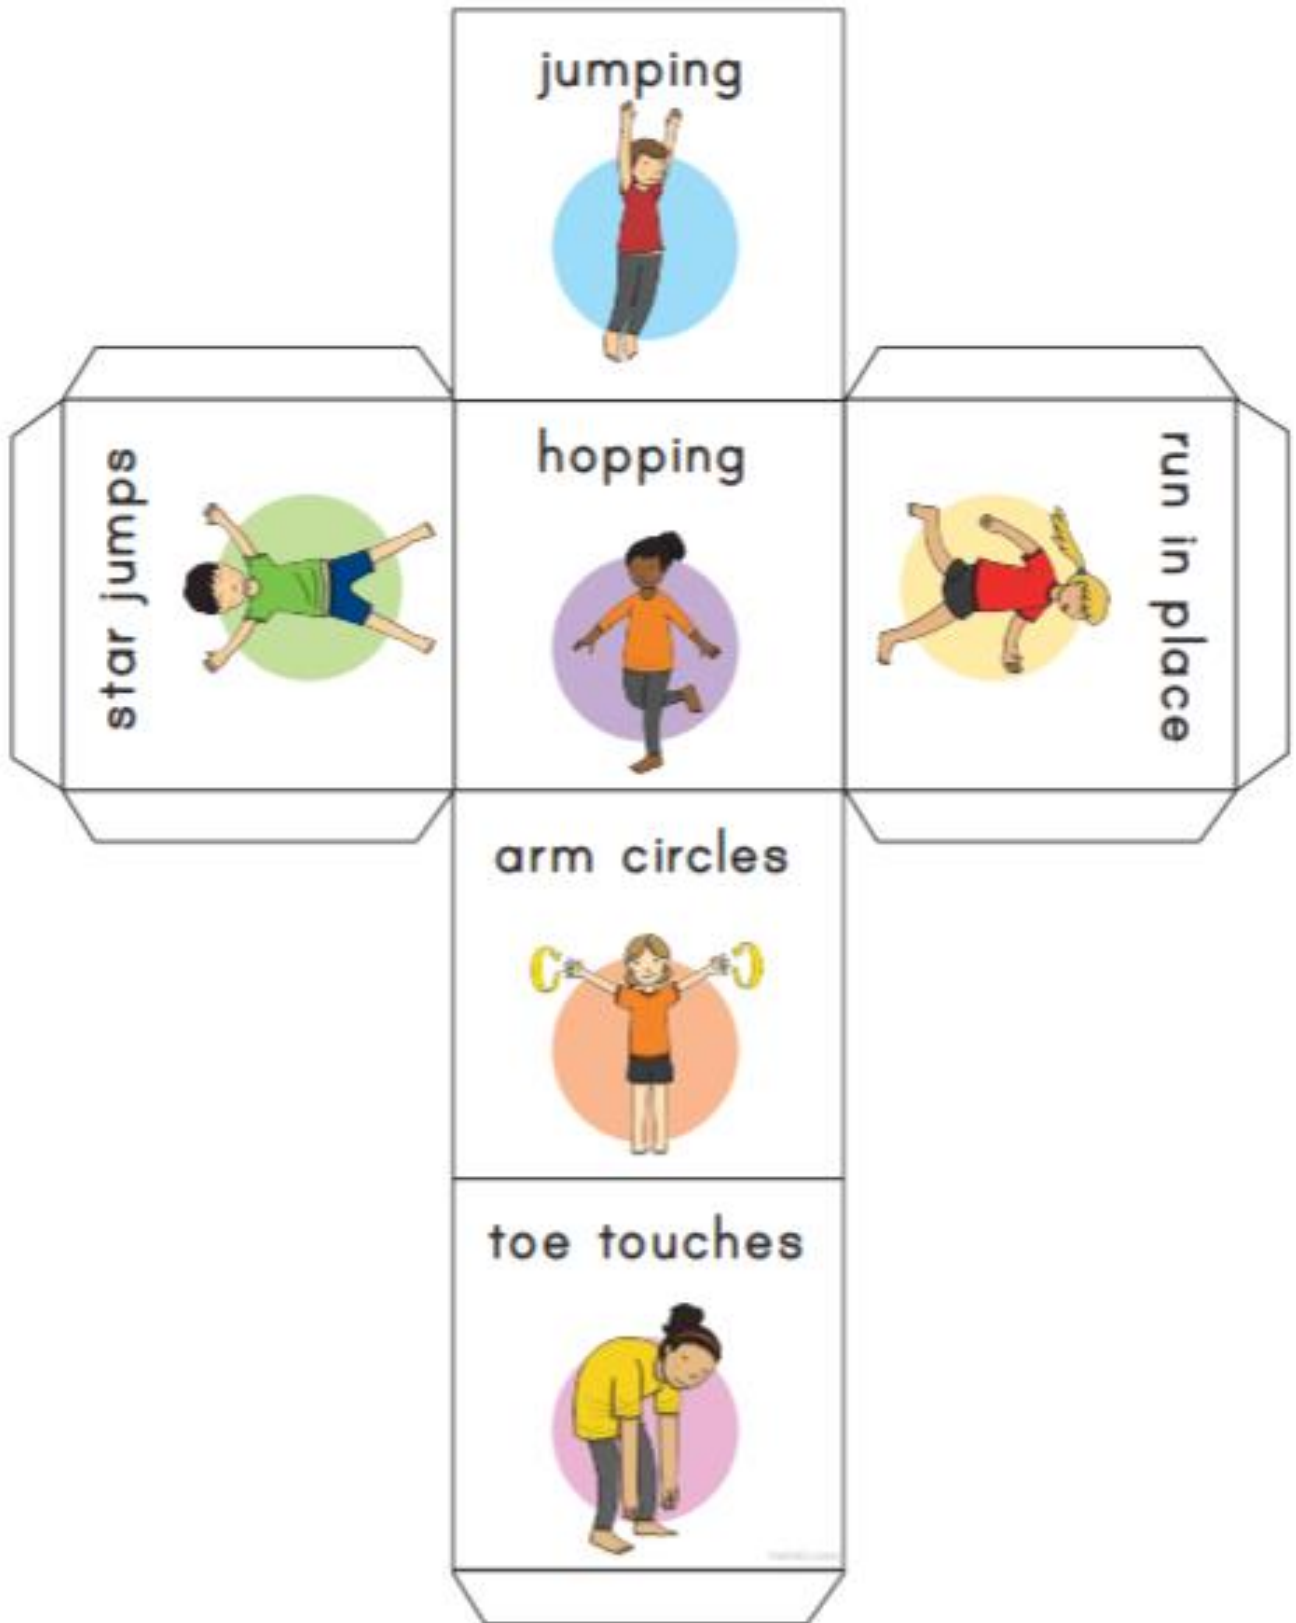 jumping
star jumps
hopping
run in place
arm circles
toe touches